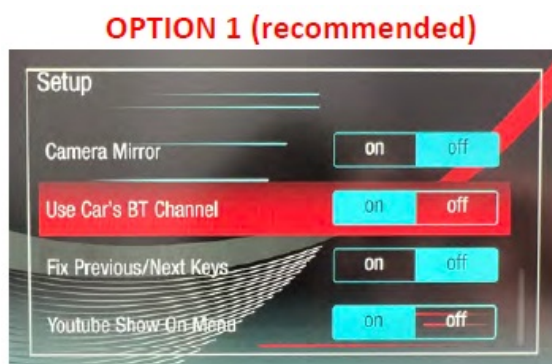 OPTION 1 (recommended)
Setup
Camera Mirror on off
Use Car's BT Channel on off
Fix Previous/Next Keys on off
Youtube Show On Menu on off